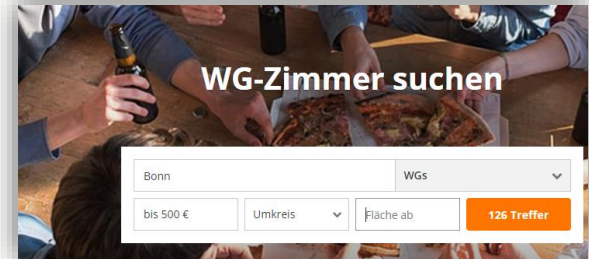 WG-Zimmer suchen
Bonn WGs
bis 500 € Umkreis Fläche ab 126 Treffer